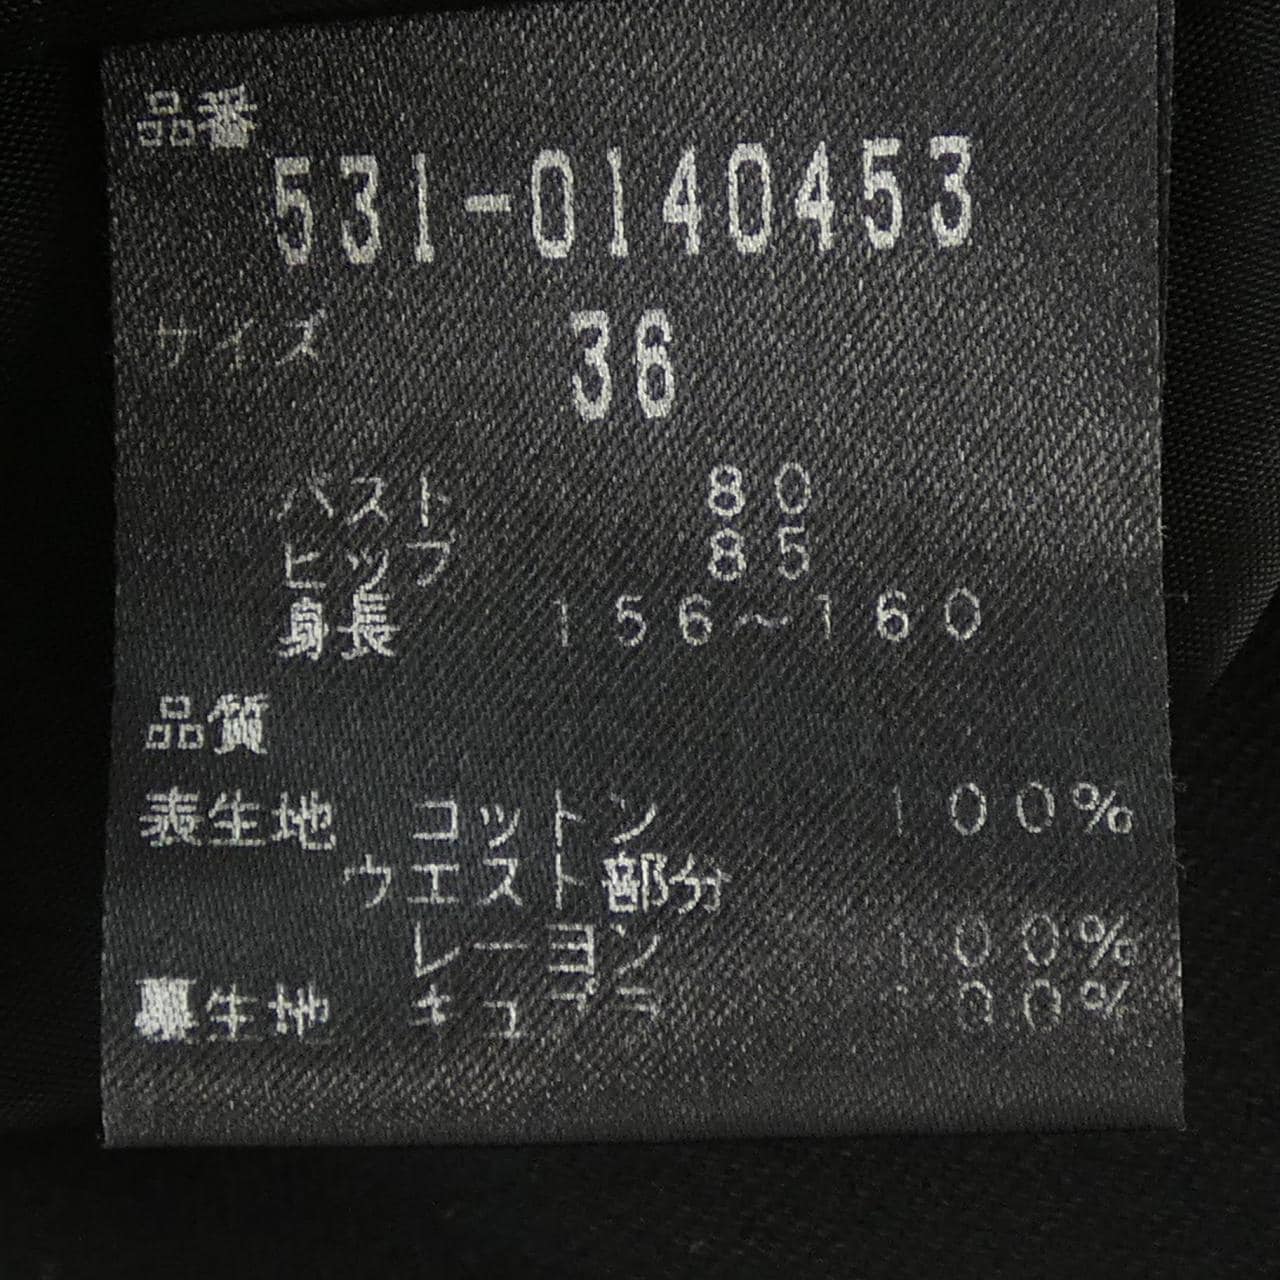 品番
531-0140453
サイズ 36
バスト 80
ヒップ 85
身長 156～160
品質
表生地 コットン 100%
ウエスト部分
レーヨン 100%
裏生地 キュプラ 100%